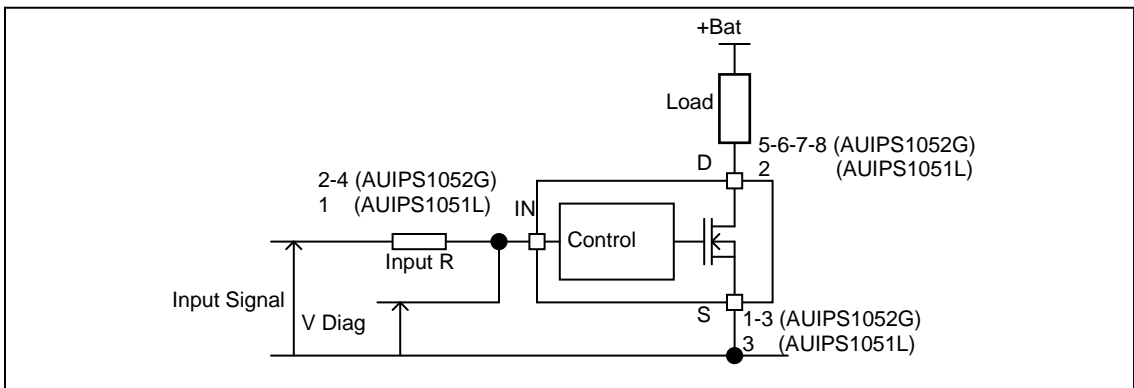 +Bat
Load
5-6-7-8 (AUIPS1052G)
D 2 (AUIPS1051L)
2-4 (AUIPS1052G)
1 (AUIPS1051L)
IN
Control
Input R
Input Signal
V Diag
S
1-3 (AUIPS1052G)
3 (AUIPS1051L)